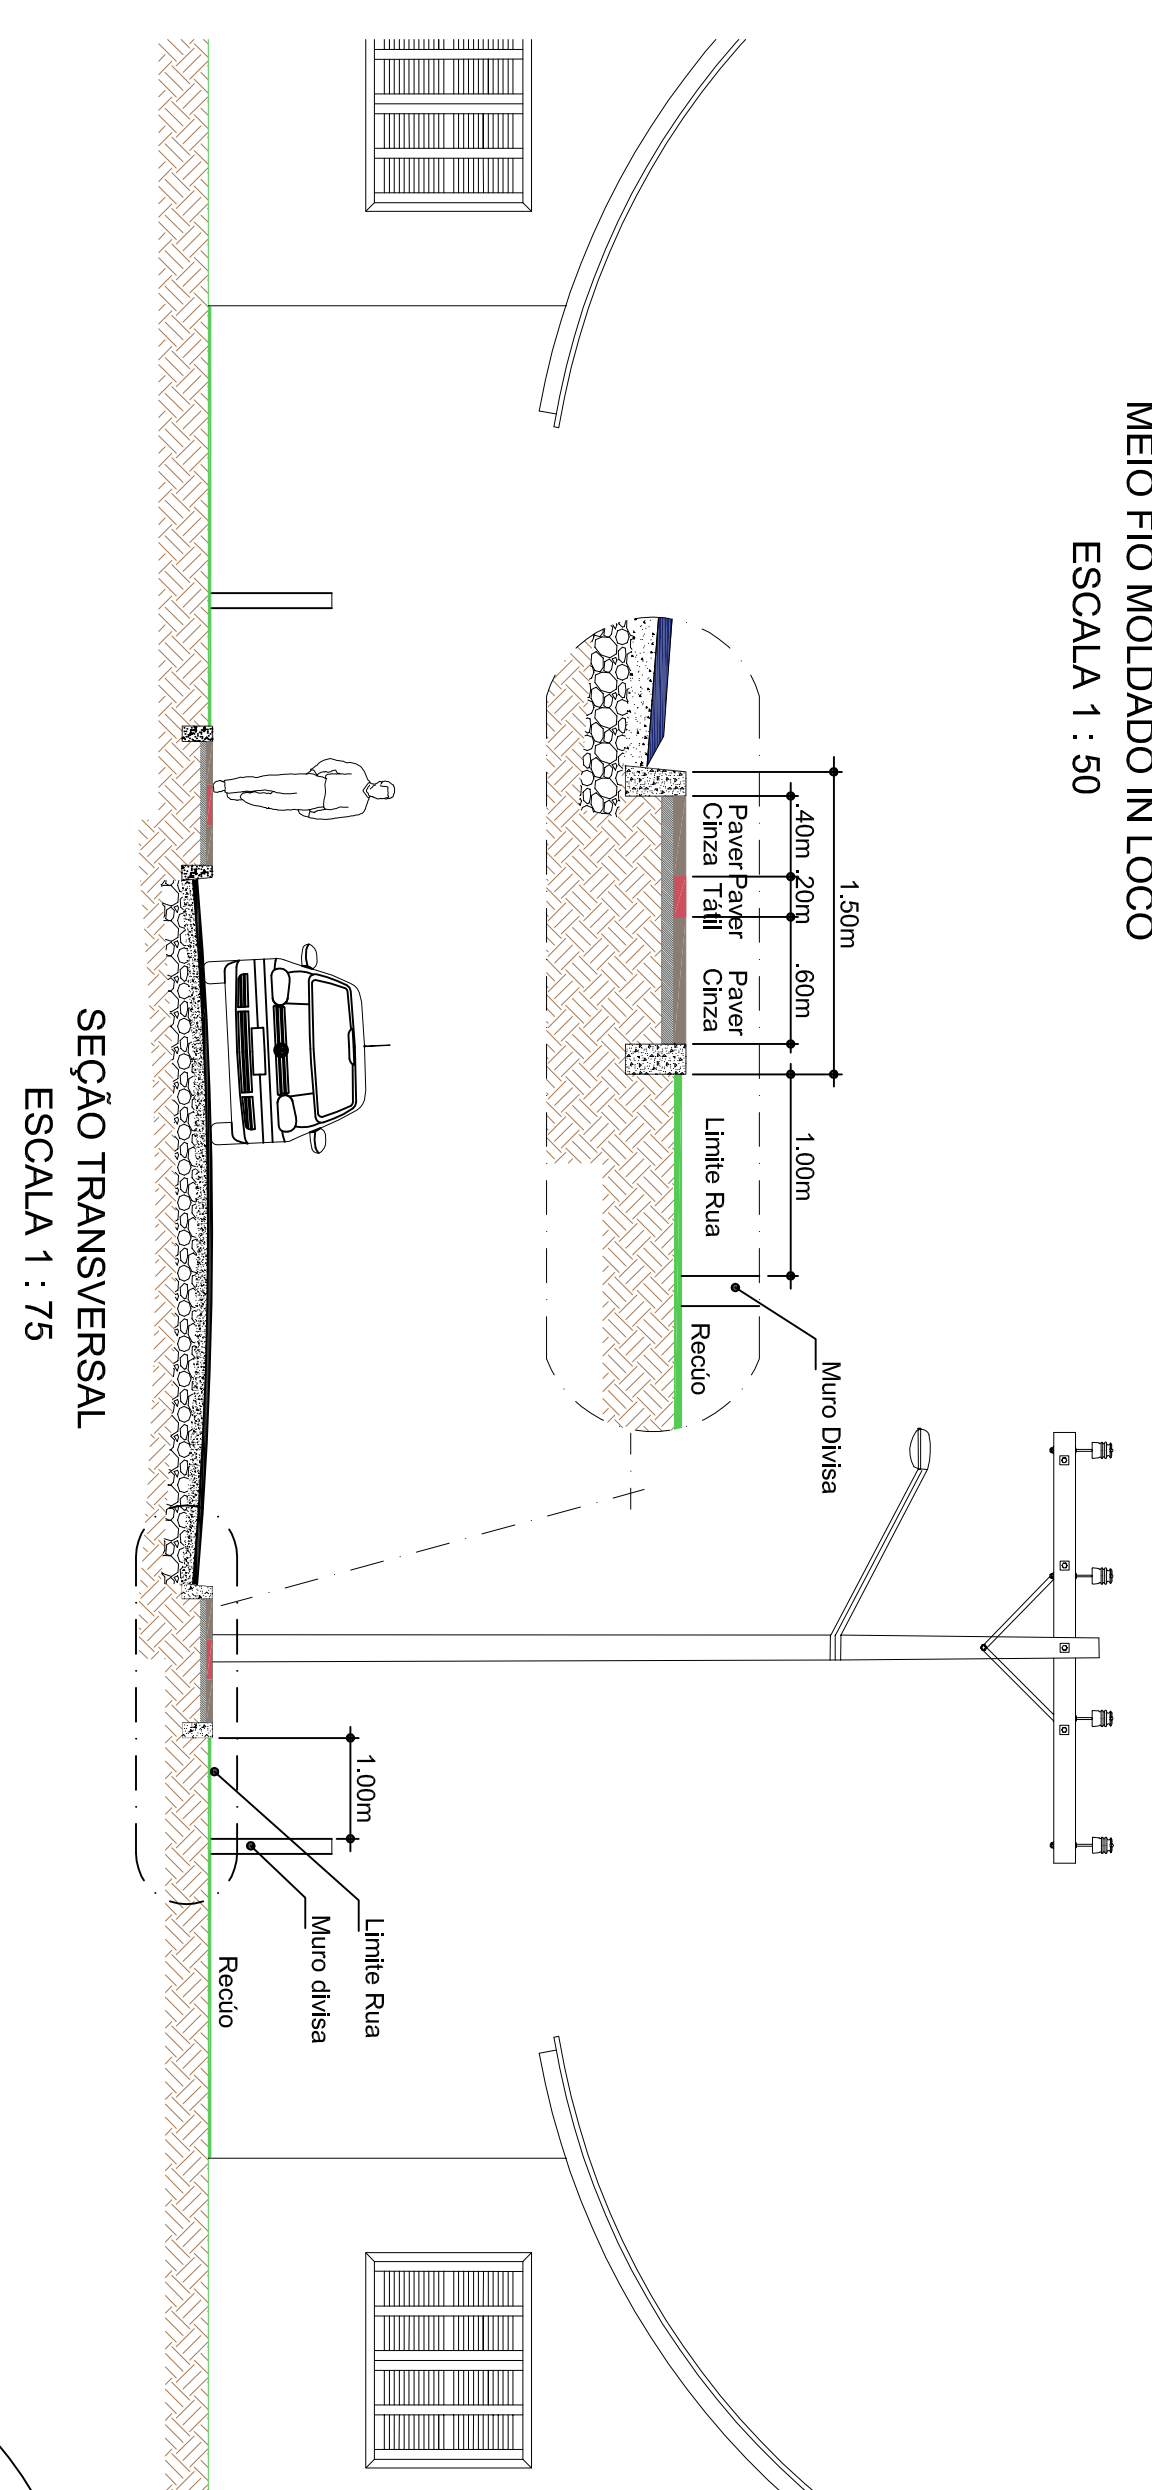 MEIO FIO MOLDADO IN LOCO
ESCALA 1 : 50
1.50m
.40m
.20m
.60m
1.00m
Paver
Cinza
Paver
Tátil
Paver
Cinza
Limite Rua
Recúo
Muro Divisa
1.00m
Limite Rua
Muro divisa
Recúo
SEÇÃO TRANSVERSAL
ESCALA 1 : 75